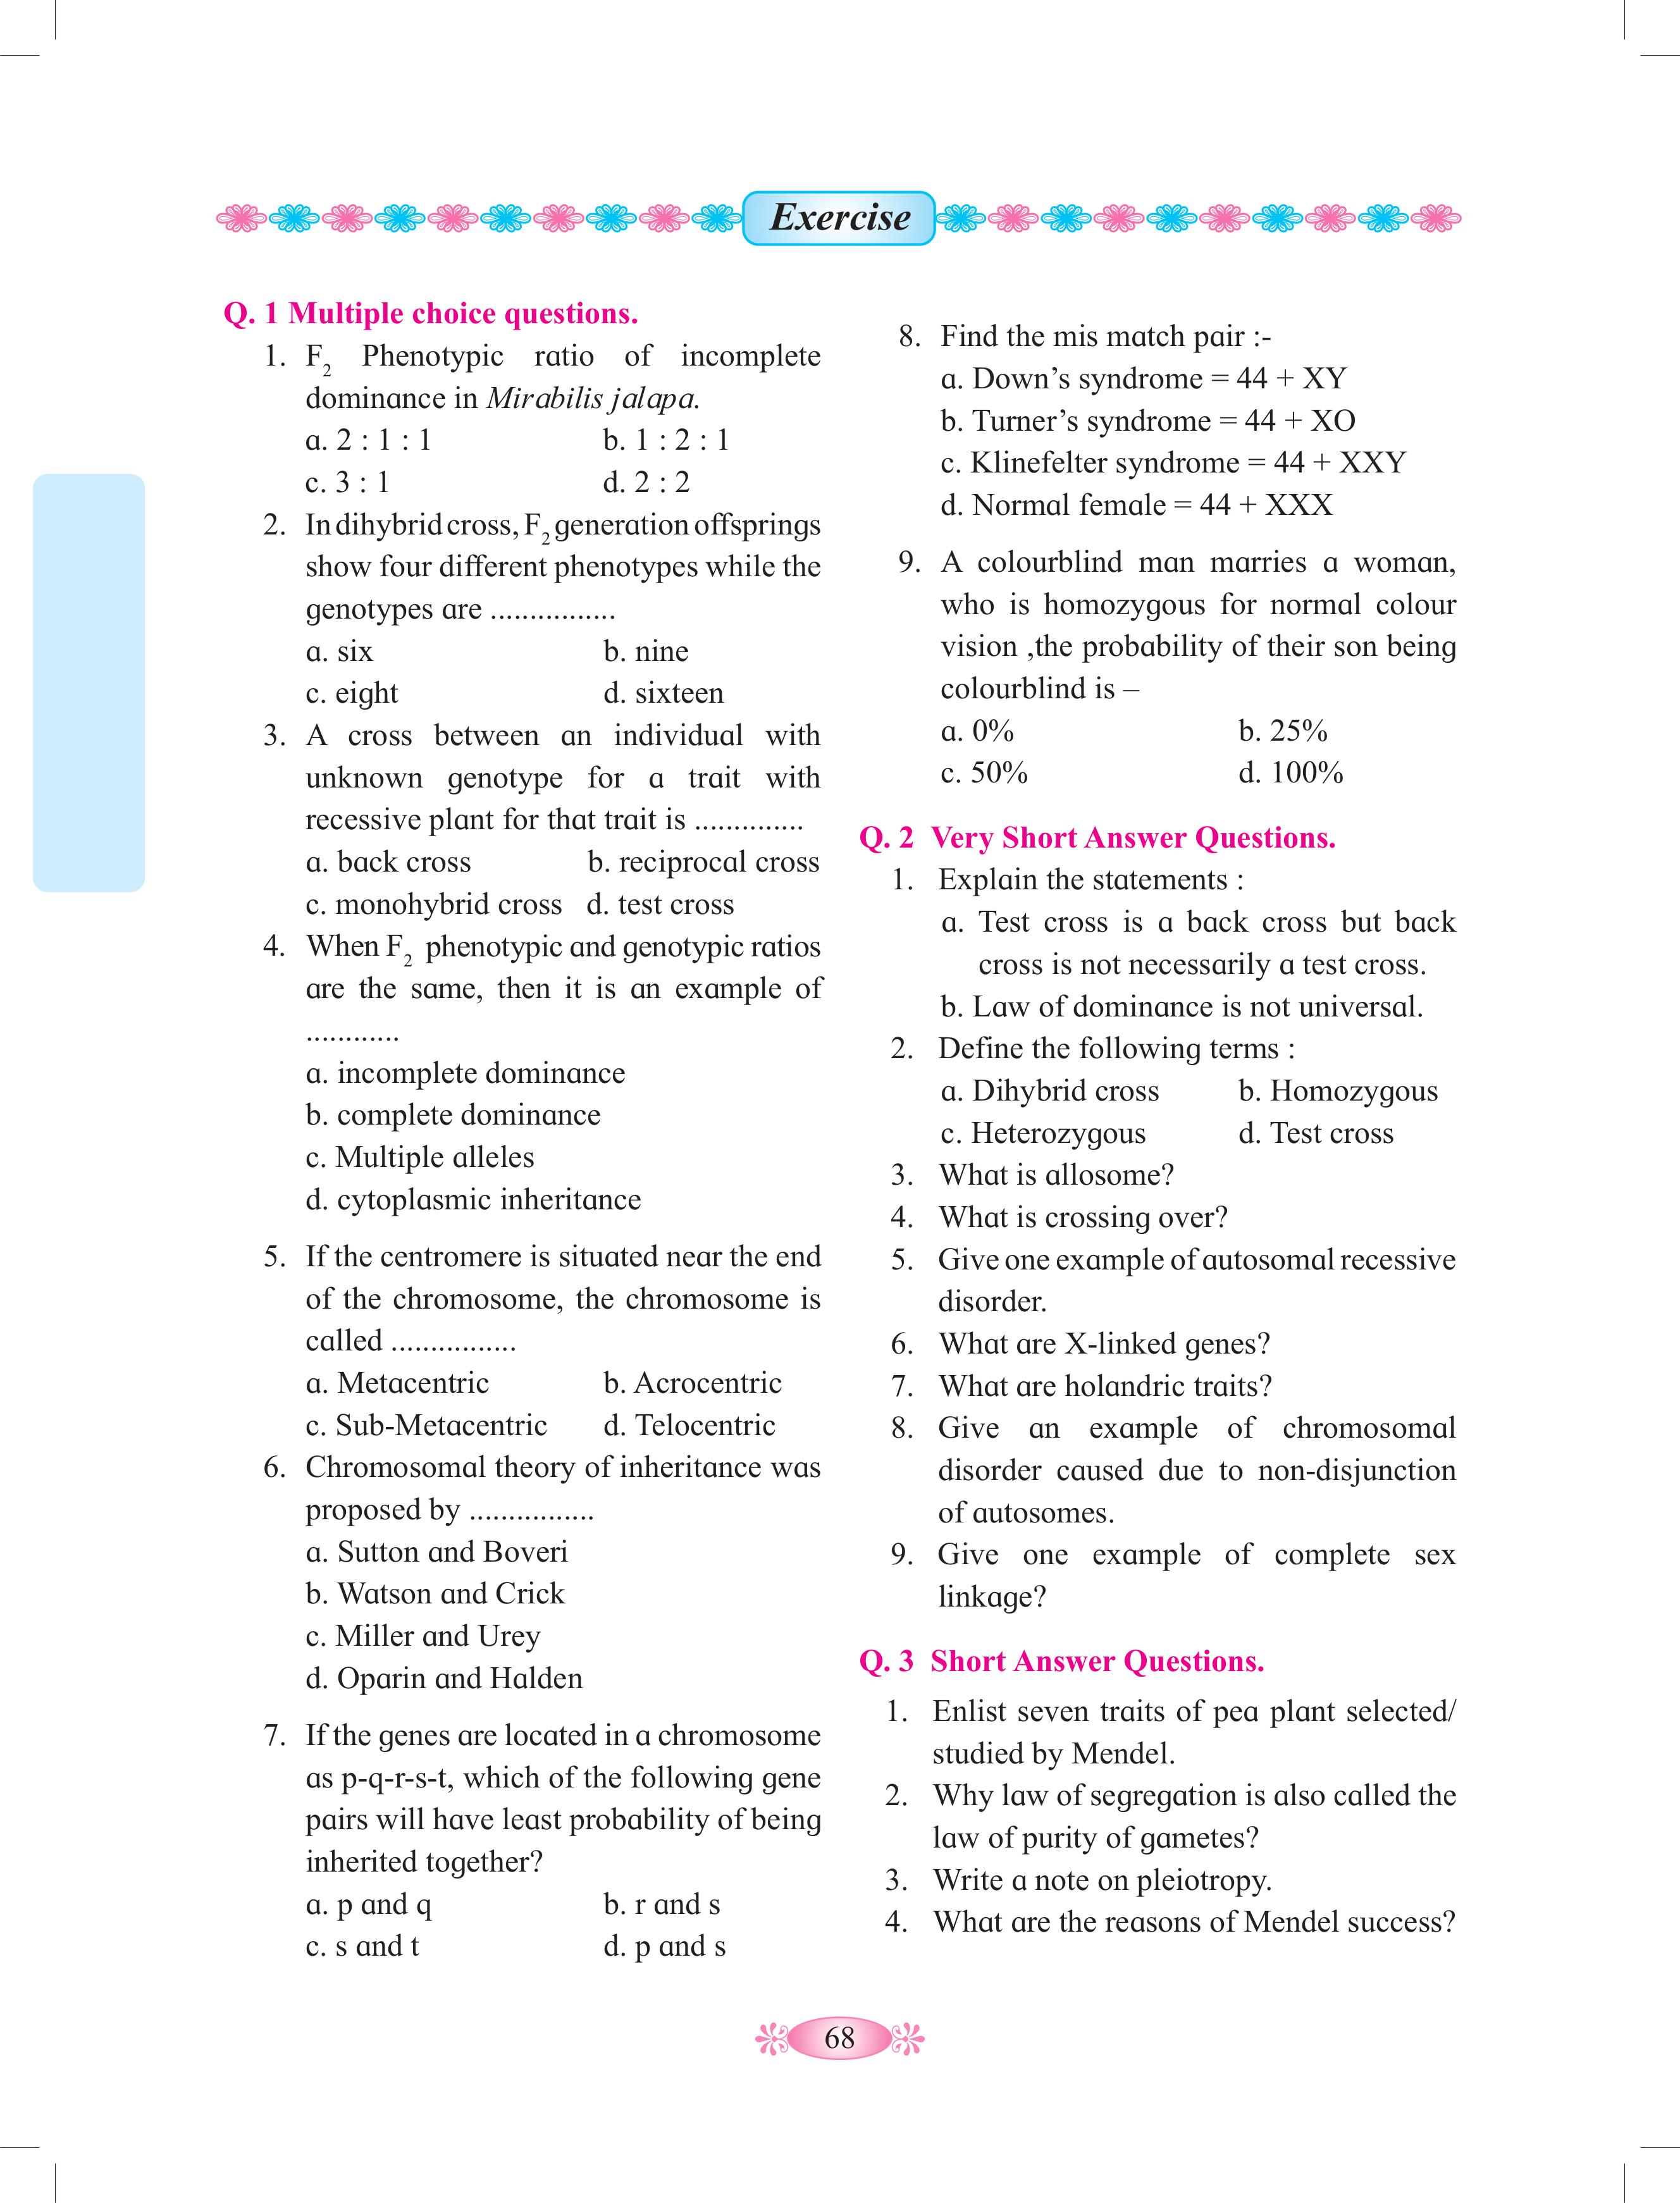 Exercise
Q. 1 Multiple choice questions.
1. F2 Phenotypic ratio of incomplete
dominance in Mirabilis jalapa.
a. 2 : 1 : 1 b. 1 : 2 : 1
c. 3 : 1 d. 2 : 2
2. In dihybrid cross, F2 generation offsprings
show four different phenotypes while the
genotypes are ................
a. six b. nine
c. eight d. sixteen
3. A cross between an individual with
unknown genotype for a trait with
recessive plant for that trait is ..............
a. back cross b. reciprocal cross
c. monohybrid cross d. test cross
4. When F2 phenotypic and genotypic ratios
are the same, then it is an example of
............
a. incomplete dominance
b. complete dominance
c. Multiple alleles
d. cytoplasmic inheritance
5. If the centromere is situated near the end
of the chromosome, the chromosome is
called ................
a. Metacentric b. Acrocentric
c. Sub-Metacentric d. Telocentric
6. Chromosomal theory of inheritance was
proposed by ................
a. Sutton and Boveri
b. Watson and Crick
c. Miller and Urey
d. Oparin and Halden
7. If the genes are located in a chromosome
as p-q-r-s-t, which of the following gene
pairs will have least probability of being
inherited together?
a. p and q b. r and s
c. s and t d. p and s
8. Find the mis match pair :-
a. Down’s syndrome = 44 + XY
b. Turner’s syndrome = 44 + XO
c. Klinefelter syndrome = 44 + XXY
d. Normal female = 44 + XXX
9. A colourblind man marries a woman,
who is homozygous for normal colour
vision ,the probability of their son being
colourblind is –
a. 0% b. 25%
c. 50% d. 100%
Q. 2 Very Short Answer Questions.
1. Explain the statements :
a. Test cross is a back cross but back
cross is not necessarily a test cross.
b. Law of dominance is not universal.
2. Define the following terms :
a. Dihybrid cross b. Homozygous
c. Heterozygous d. Test cross
3. What is allosome?
4. What is crossing over?
5. Give one example of autosomal recessive
disorder.
6. What are X-linked genes?
7. What are holandric traits?
8. Give an example of chromosomal
disorder caused due to non-disjunction
of autosomes.
9. Give one example of complete sex
linkage?
Q. 3 Short Answer Questions.
1. Enlist seven traits of pea plant selected/
studied by Mendel.
2. Why law of segregation is also called the
law of purity of gametes?
3. Write a note on pleiotropy.
4. What are the reasons of Mendel success?
68